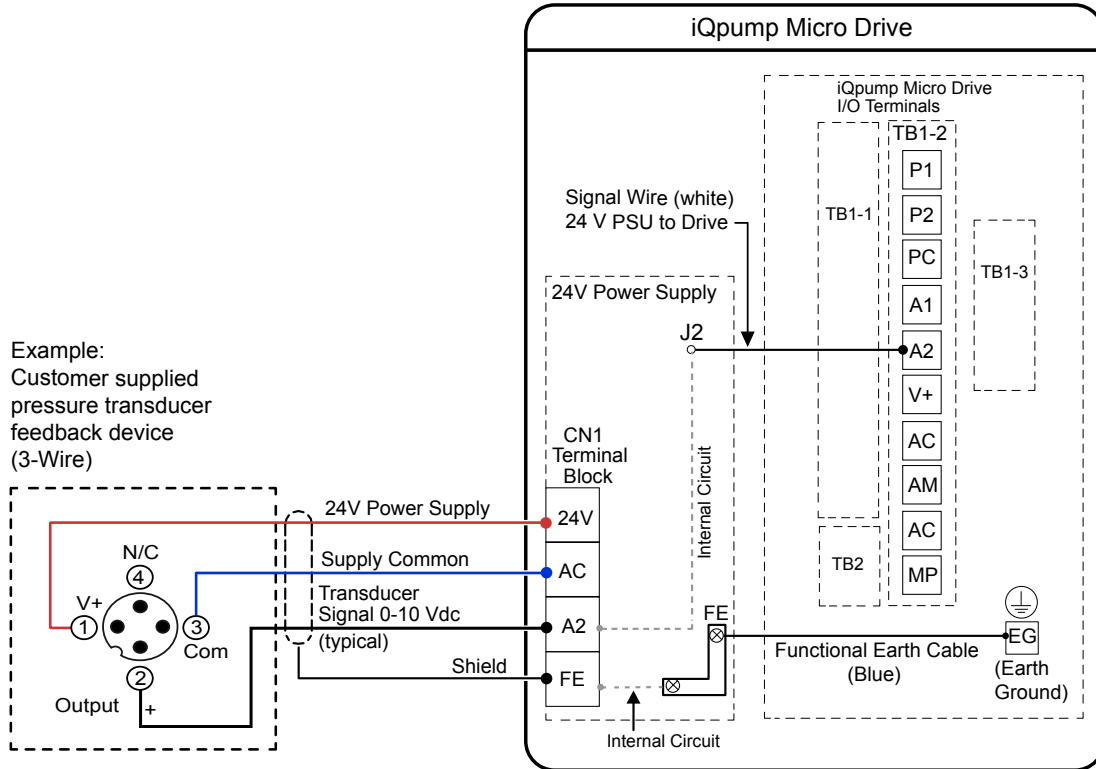 iQpump Micro Drive
iQpump Micro Drive
I/O Terminals
TB1-2
P1
P2
PC
A1
A2
V+
AC
AM
AC
MP
TB1-1
TB1-3
TB2
Signal Wire (white)
24 V PSU to Drive
24V Power Supply
J2
Internal Circuit
CN1
Terminal
Block
24V
AC
A2
FE
FE
Internal Circuit
Functional Earth Cable
(Blue)
EG
(Earth
Ground)
Example:
Customer supplied
pressure transducer
feedback device
(3-Wire)
24V Power Supply
Supply Common
Transducer
Signal 0-10 Vdc
(typical)
Shield
N/C
4
V+
1
3
Com
2
Output
+